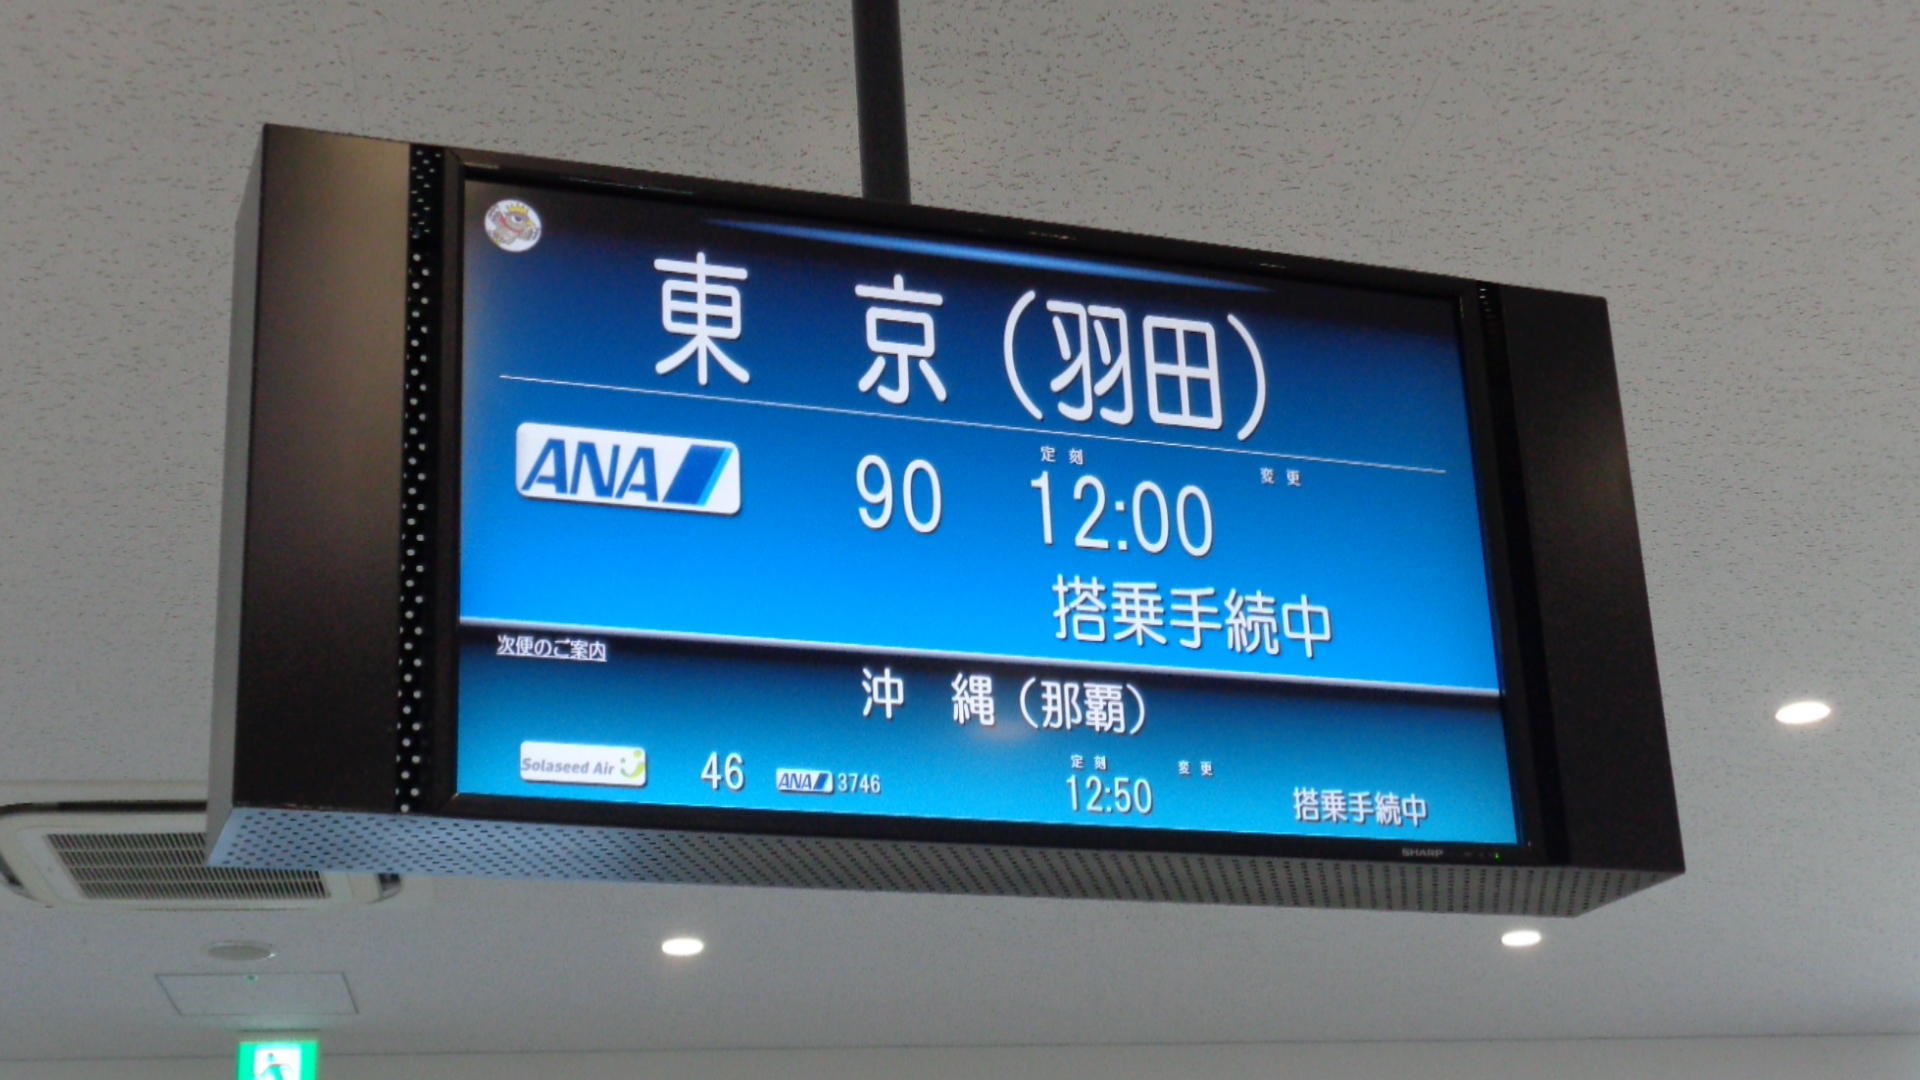 東京(羽田)
定刻 変更
ANA 90 12:00
搭乗手続中
次便のご案内
沖縄(那覇)
定刻 変更
Solaseed Air 46 ANA 3746 12:50 搭乗手続中
SHARP